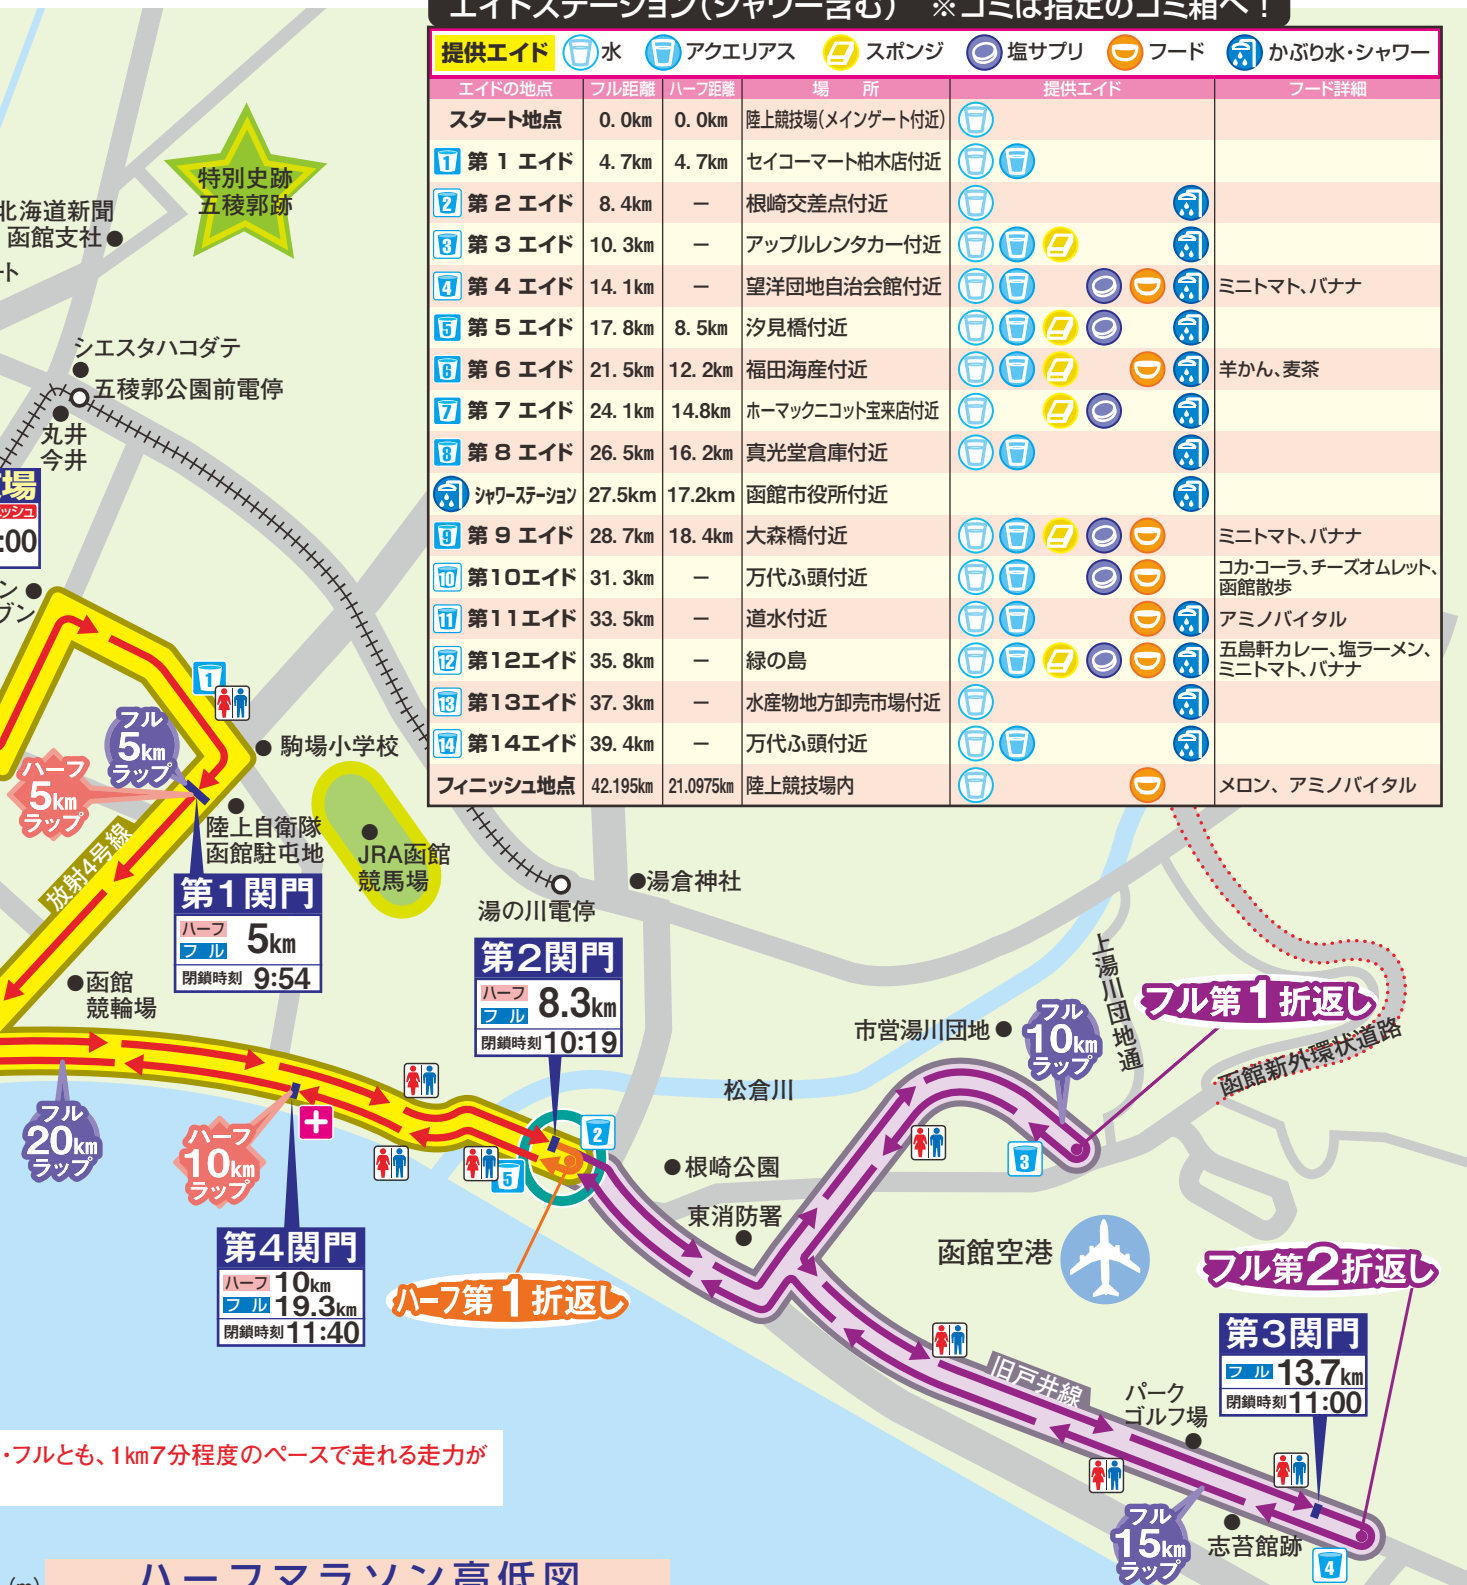 エイドステーション(シャワー含む) ※ゴミは指定のゴミ箱へ!
提供エイド 水 アクエリアス スポンジ 塩サプリ フード かぶり水・シャワー
エイドの地点 フル距離 ハーフ距離 場 所 提供エイド フード詳細
スタート地点 0.0km 0.0km 陸上競技場(メインゲート付近)
1 第1エイド 4.7km 4.7km セイコーマート柏木店付近
2 第2エイド 8.4km − 根崎交差点付近
3 第3エイド 10.3km − アップルレンタカー付近
4 第4エイド 14.1km − 望洋団地自治会館付近 ミニトマト、バナナ
5 第5エイド 17.8km 8.5km 汐見橋付近
6 第6エイド 21.5km 12.2km 福田海産付近 羊かん、麦茶
7 第7エイド 24.1km 14.8km ホーマックニコット宝来店付近
8 第8エイド 26.5km 16.2km 真光堂倉庫付近
シャワーステーション 27.5km 17.2km 函館市役所付近
9 第9エイド 28.7km 18.4km 大森橋付近 ミニトマト、バナナ
10 第10エイド 31.3km − 万代ふ頭付近 コカ・コーラ、チーズオムレット、
函館散歩
11 第11エイド 33.5km − 道水付近 アミノバイタル
12 第12エイド 35.8km − 緑の島 五島軒カレー、塩ラーメン、
ミニトマト、バナナ
13 第13エイド 37.3km − 水産物地方卸売市場付近
14 第14エイド 39.4km − 万代ふ頭付近
フィニッシュ地点 42.195km 21.0975km 陸上競技場内 メロン、アミノバイタル
特別史跡
五稜郭跡
北海道新聞
函館支社
ート
シエスタハコダテ
五稜郭公園前電停
丸井
今井
場
ッシュ
:00
ン
ブン
1
フル
5km
ラップ
ハーフ
5km
ラップ
駒場小学校
陸上自衛隊
函館駐屯地
JRA函館
競馬場
放射4号線
第1関門
ハーフ
フル
5km
閉鎖時刻 9:54
函館
競輪場
湯の川電停
湯倉神社
第2関門
ハーフ
フル
8.3km
閉鎖時刻 10:19
上湯川団地通
フル第1折返し
市営湯川団地
フル
10km
ラップ
函館新外環状道路
松倉川
フル
20km
ラップ
ハーフ
10km
ラップ
2
5
3
根崎公園
東消防署
第4関門
ハーフ 10km
フル 19.3km
閉鎖時刻 11:40
ハーフ第1折返し
函館空港
フル第2折返し
第3関門
フル 13.7km
閉鎖時刻 11:00
旧戸井線
パーク
ゴルフ場
・フルとも、1km7分程度のペースで走れる走力が
フル
15km
ラップ
志苔館跡
4
ハーフマラソン高低図
(m)